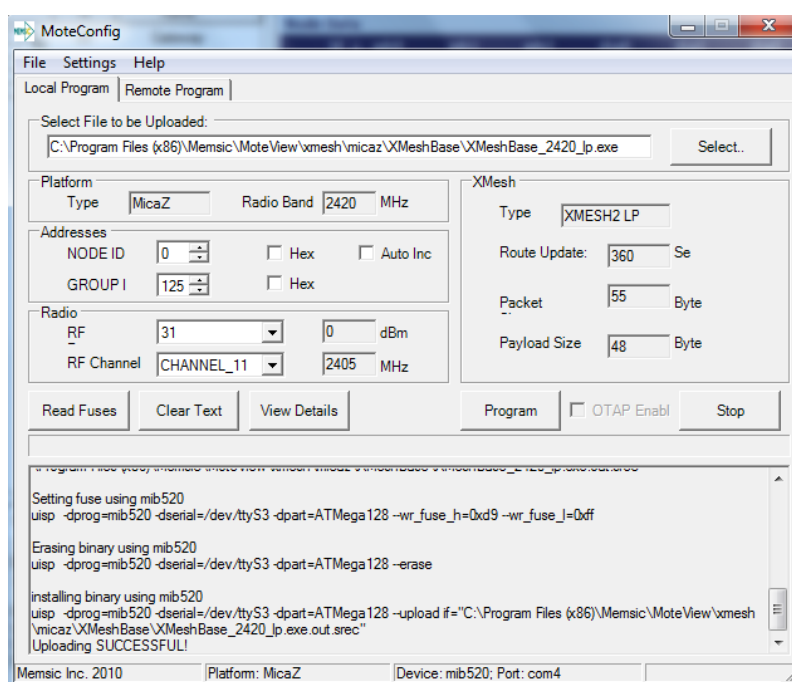 MoteConfig
File Settings Help
Local Program Remote Program
Select File to be Uploaded:
C:\Program Files (x86)\Memsic\MoteView\xmesh\micaz\XMeshBase\XMeshBase_2420_lp.exe Select..
Platform
Type MicaZ Radio Band 2420 MHz
Addresses
NODE ID 0 Hex Auto Inc
GROUP I 125 Hex
Radio
RF 31 0 dBm
RF Channel CHANNEL_11 2405 MHz
XMesh
Type XMESH2 LP
Route Update: 360 Se
Packet 55 Byte
Payload Size 48 Byte
Read Fuses Clear Text View Details Program OTAP Enabl Stop
Setting fuse using mib520
uisp -dprog=mib520 -dserial=/dev/ttyS3 -dpart=ATMega128 --wr_fuse_h=0xd9 --wr_fuse_l=0xff
Erasing binary using mib520
uisp -dprog=mib520 -dserial=/dev/ttyS3 -dpart=ATMega128 --erase
installing binary using mib520
uisp -dprog=mib520 -dserial=/dev/ttyS3 -dpart=ATMega128 --upload if="C:\Program Files (x86)\Memsic\MoteView\xmesh
\micaz\XMeshBase\XMeshBase_2420_lp.exe.out.srec"
Uploading SUCCESSFUL!
Memsic Inc. 2010 Platform: MicaZ Device: mib520; Port: com4